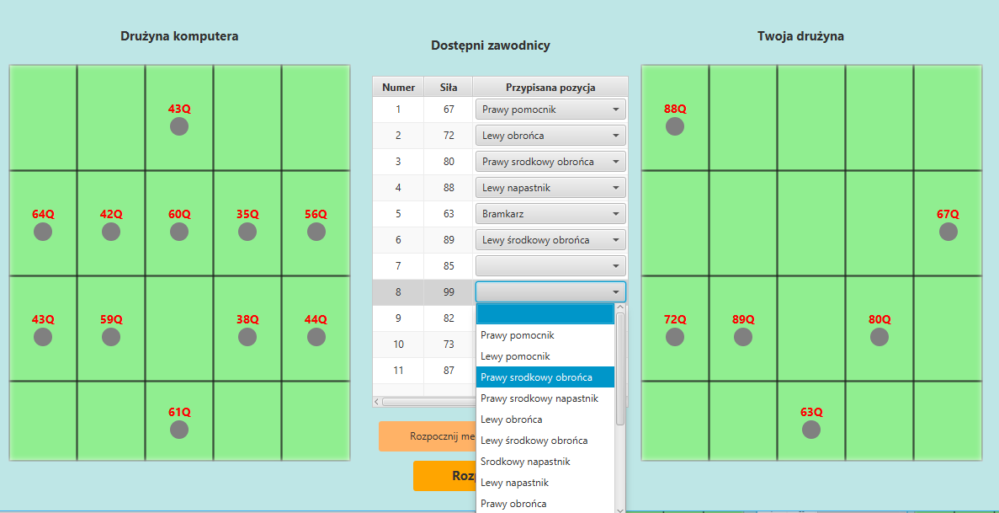 Drużyna komputera
Dostępni zawodnicy
Twoja drużyna
43Q
64Q 42Q 60Q 35Q 56Q
43Q 59Q 38Q 44Q
61Q
Numer Siła Przypisana pozycja
1 67 Prawy pomocnik
2 72 Lewy obrońca
3 80 Prawy srodkowy obrońca
4 88 Lewy napastnik
5 63 Bramkarz
6 89 Lewy środkowy obrońca
7 85
8 99
9 82
10 73
11 87
Prawy pomocnik
Lewy pomocnik
Prawy srodkowy obrońca
Prawy srodkowy napastnik
Lewy obrońca
Lewy środkowy obrońca
Srodkowy napastnik
Lewy napastnik
Prawy obrońca
Rozpocznij me
Roz
88Q
67Q
72Q 89Q 80Q
63Q